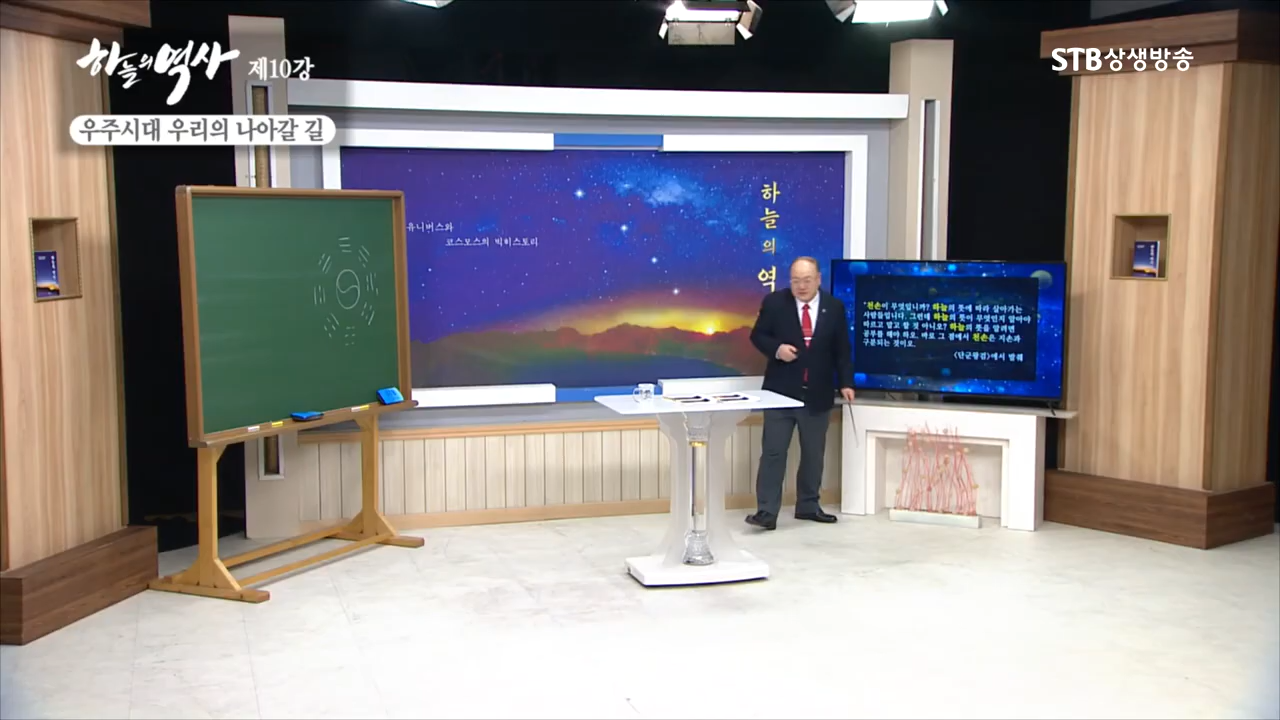 하늘의 역사 제10강
STB상생방송
우주시대 우리의 나아갈 길
유니버스와
코스모스의 빅히스토리
하늘의 역
"천손이 무엇입니까? 하늘의 뜻에 따라 살아가는
사람들입니다. 그런데 하늘의 뜻이 무엇인지 알아야
따르고 말고 할 것 아니오? 하늘의 뜻을 알려면
공부를 해야 하오. 바로 그 점에서 천손은 지손과
구분되는 것이오.
<단군왕검>에서 발췌